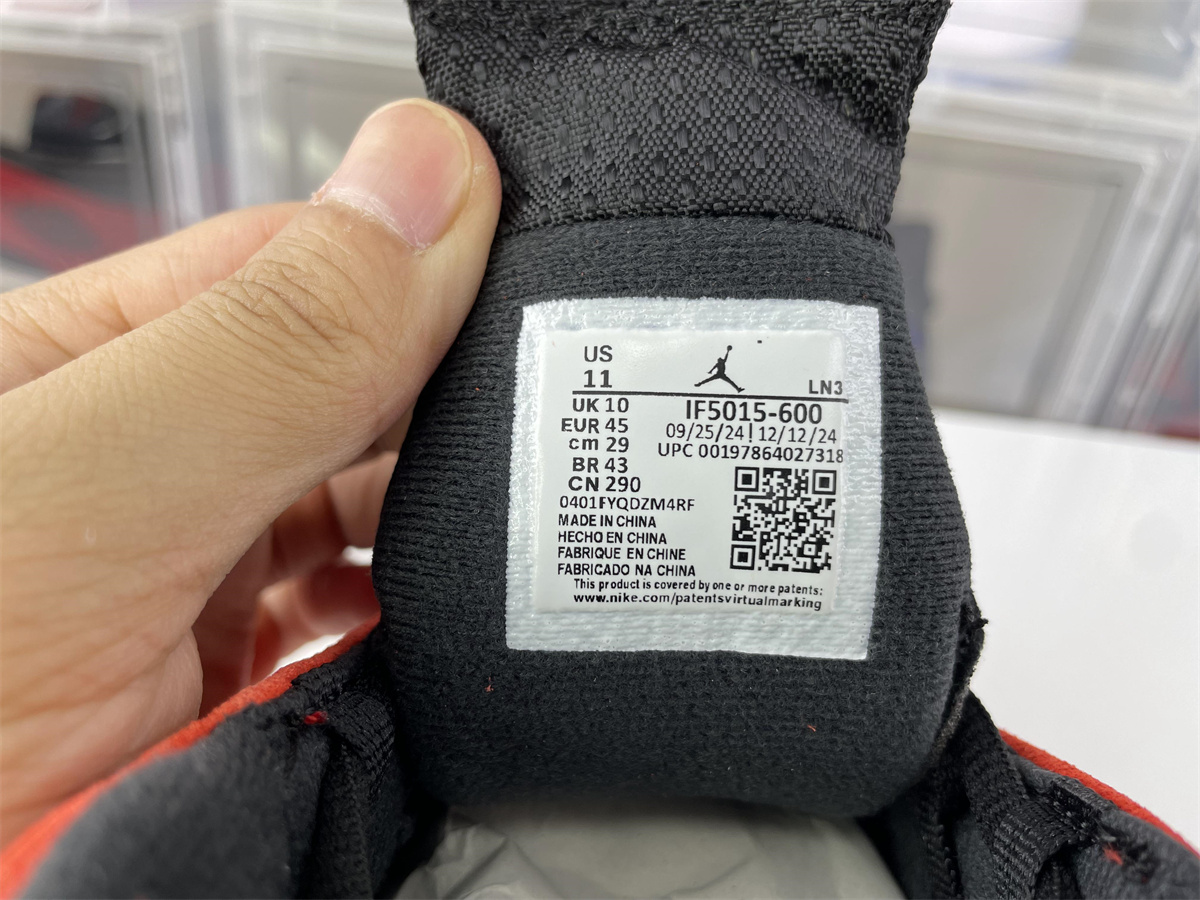 US
11
LN3
UK 10
IF5015-600
EUR 45
09/25/24 | 12/12/24
cm 29
UPC 00197864027318
BR 43
CN 290
0401FYQDZM4RF
MADE IN CHINA
HECHO EN CHINA
FABRIQUE EN CHINE
FABRICADO NA CHINA
This product is covered by one or more patents:
www.nike.com/patentsvirtualmarking